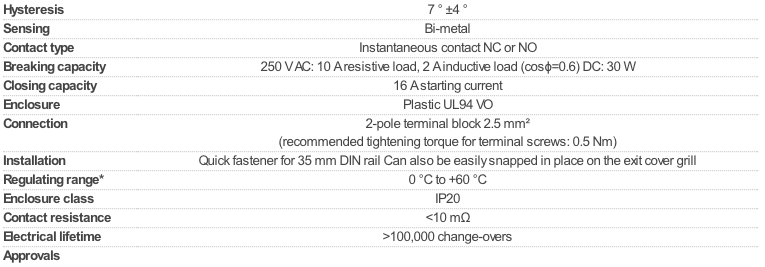 Hysteresis 7 ° ±4 °
Sensing Bi-metal
Contact type Instantaneous contact NC or NO
Breaking capacity 250 V AC: 10 A resistive load, 2 A inductive load (cosϕ=0.6) DC: 30 W
Closing capacity 16 A starting current
Enclosure Plastic UL94 VO
Connection 2-pole terminal block 2.5 mm²
(recommended tightening torque for terminal screws: 0.5 Nm)
Installation Quick fastener for 35 mm DIN rail Can also be easily snapped in place on the exit cover grill
Regulating range* 0 °C to +60 °C
Enclosure class IP20
Contact resistance <10 mΩ
Electrical lifetime >100,000 change-overs
Approvals